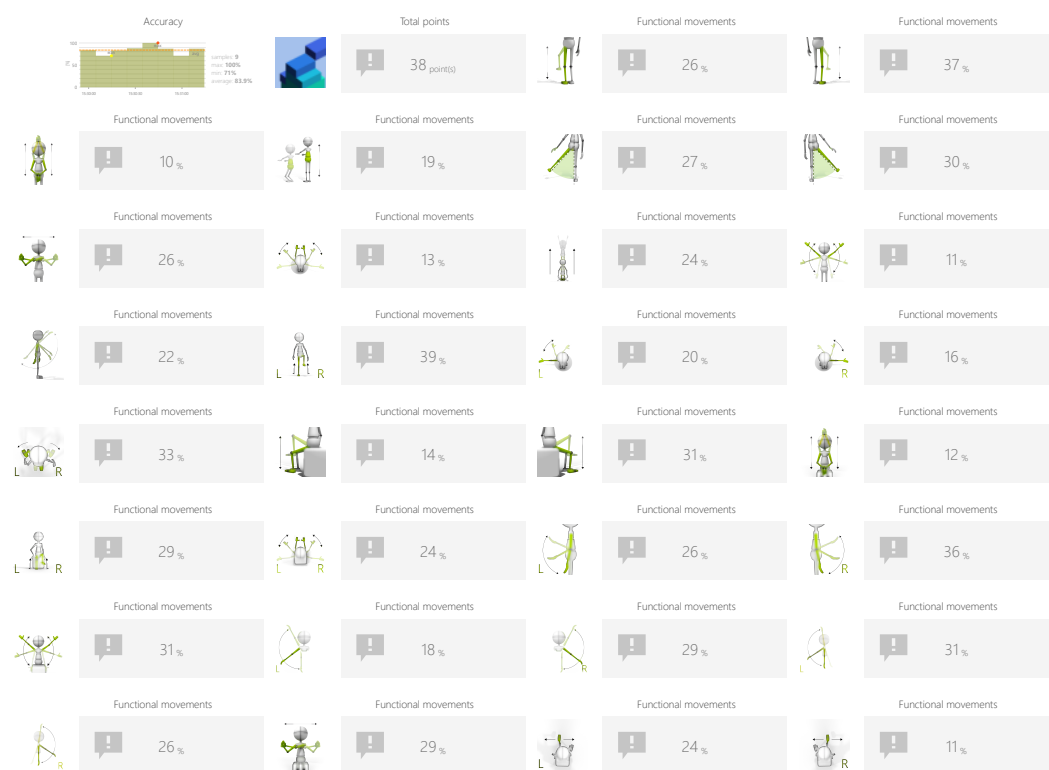 Accuracy
Total points
Functional movements
Functional movements
100
50
0
samples: 9
max: 100%
min: 71%
average: 83.9%
38 point(s)
26 %
37 %
Functional movements
Functional movements
Functional movements
Functional movements
10 %
19 %
27 %
30 %
Functional movements
Functional movements
Functional movements
Functional movements
26 %
13 %
24 %
11 %
Functional movements
Functional movements
Functional movements
Functional movements
22 %
L R
39 %
L
20 %
R
16 %
Functional movements
Functional movements
Functional movements
Functional movements
L R
33 %
14 %
31 %
12 %
Functional movements
Functional movements
Functional movements
Functional movements
L R
29 %
L R
24 %
L
26 %
R
36 %
Functional movements
Functional movements
Functional movements
Functional movements
31 %
L
18 %
R
29 %
L
31 %
Functional movements
Functional movements
Functional movements
Functional movements
R
26 %
29 %
L
24 %
R
11 %